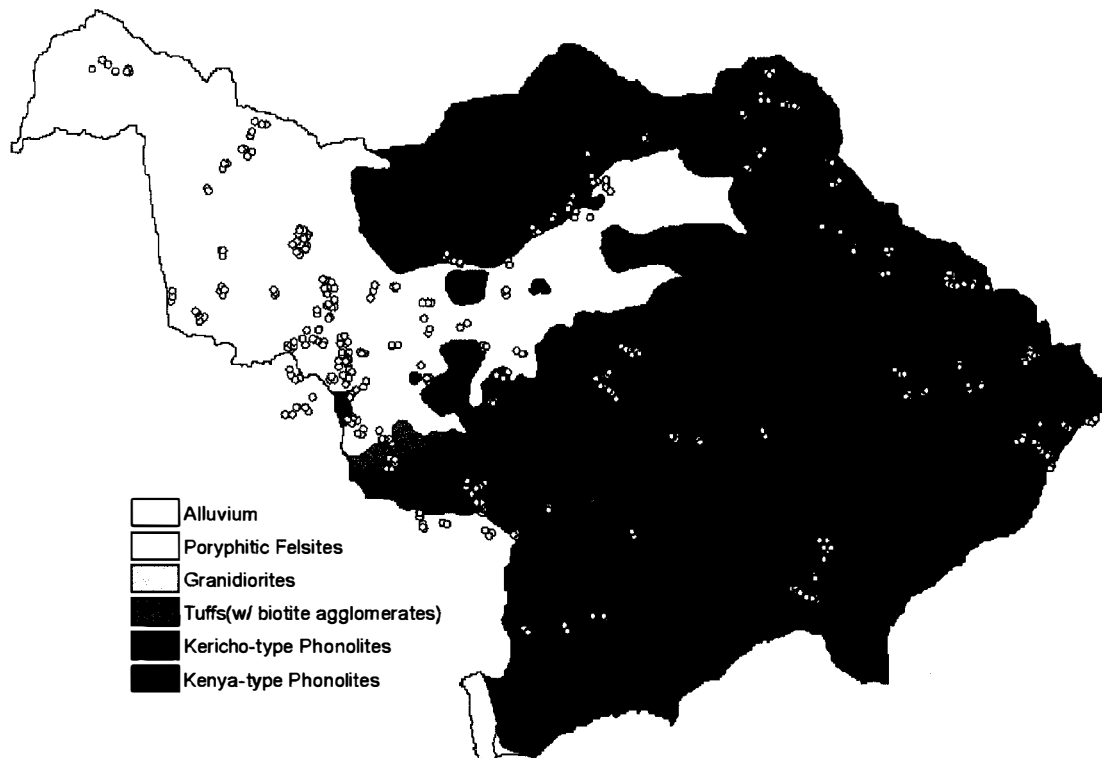 Alluvium
Poryphitic Felsites
Granidiorites
Tuffs(w/ biotite agglomerates)
Kericho-type Phonolites
Kenya-type Phonolites